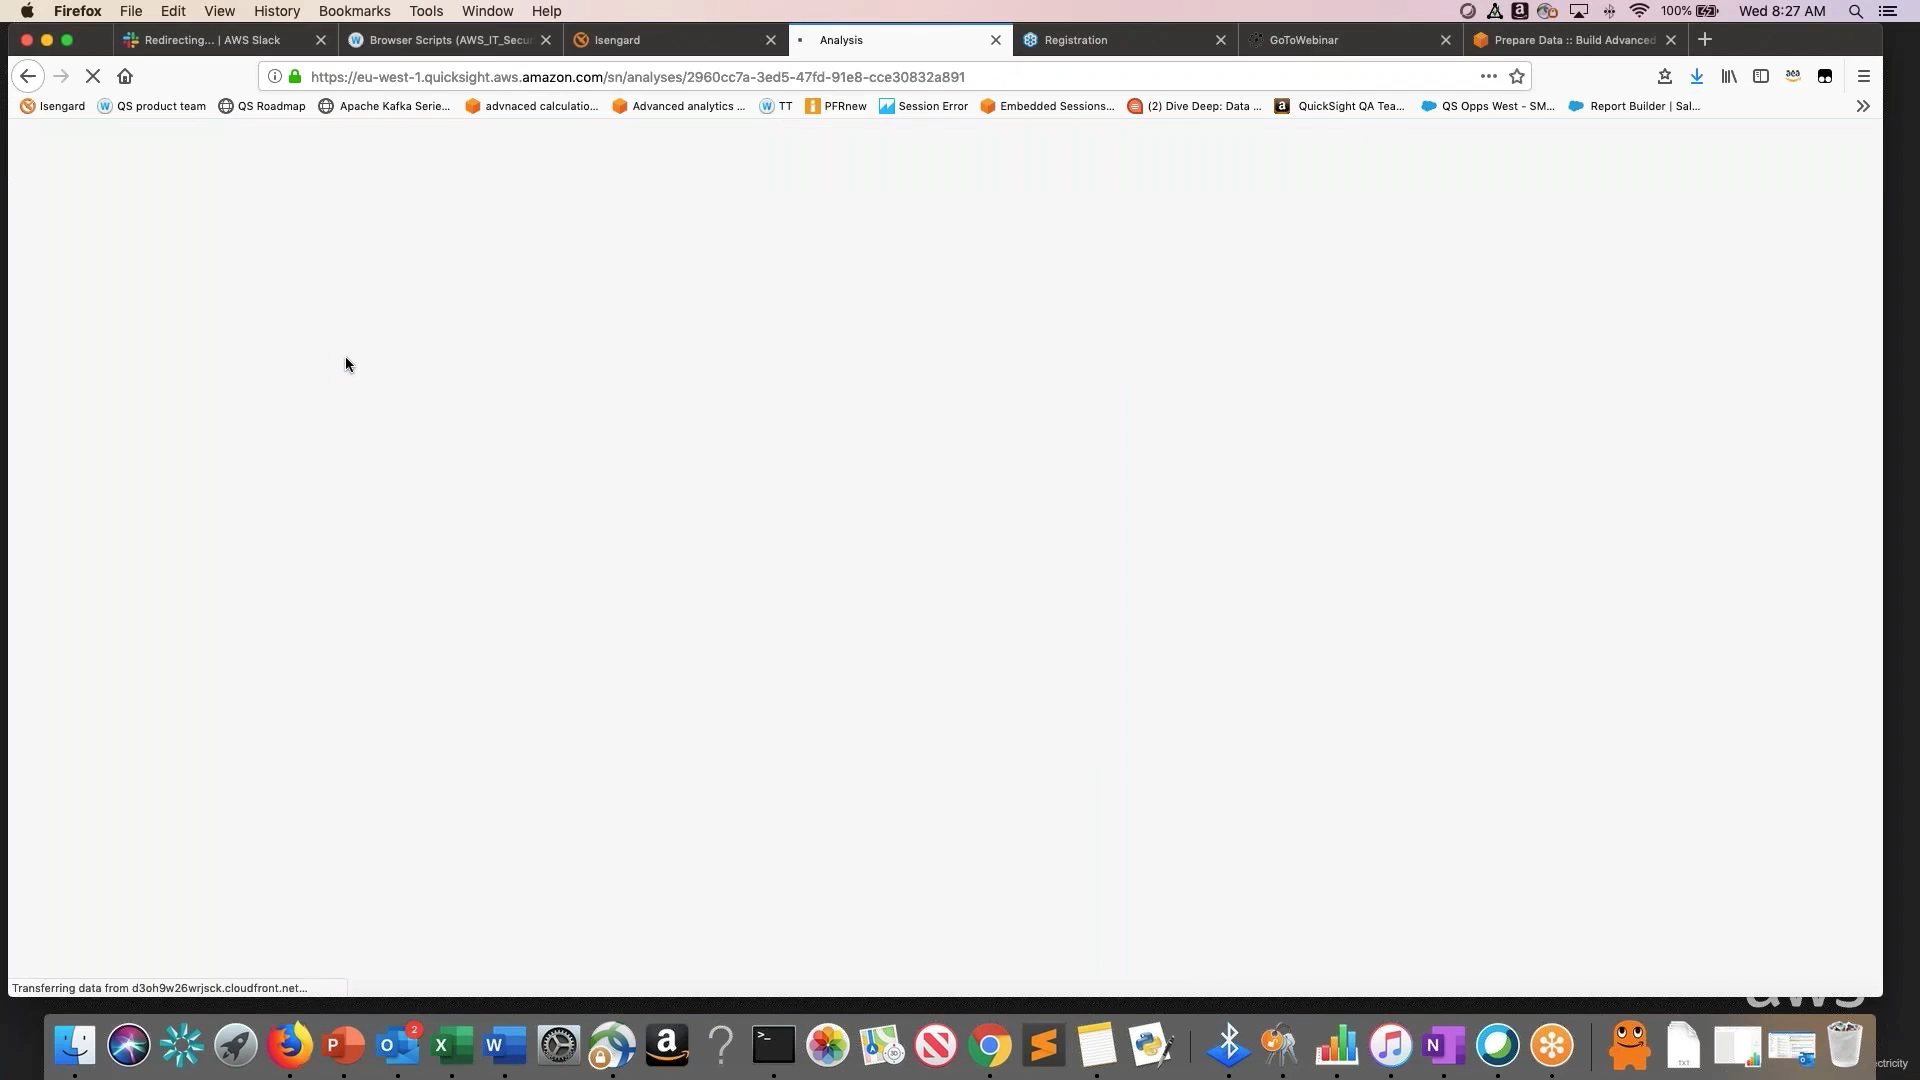 Firefox File Edit View History Bookmarks Tools Window Help 100% Wed 8:27 AM
Redirecting... | AWS Slack Browser Scripts (AWS_IT_Secu Isengard Analysis Registration GoToWebinar Prepare Data :: Build Advanced
https://eu-west-1.quicksight.aws.amazon.com/sn/analyses/2960cc7a-3ed5-47fd-91e8-cce30832a891
Isengard QS product team QS Roadmap Apache Kafka Serie... advnaced calculatio... Advanced analytics ... TT PFRnew Session Error Embedded Sessions... (2) Dive Deep: Data ... QuickSight QA Tea... QS Opps West - SM... Report Builder | Sal...
Transferring data from d3oh9w26wrjsck.cloudfront.net...
aws
2
ctricity